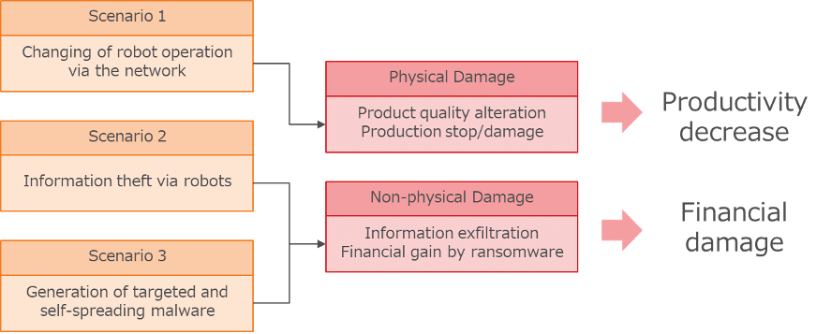 Scenario 1
Changing of robot operation
via the network
Scenario 2
Information theft via robots
Scenario 3
Generation of targeted and
self-spreading malware
Physical Damage
Product quality alteration
Production stop/damage
Non-physical Damage
Information exfiltration
Financial gain by ransomware
Productivity
decrease
Financial
damage